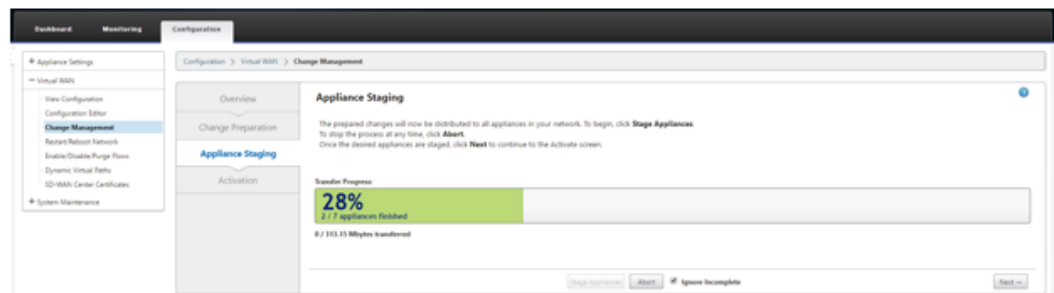 Dashboard Monitoring Configuration
+ Appliance Settings
− Virtual WAN
View Configuration
Configuration Editor
Change Management
Restart/Reboot Network
Enable/Disable/Purge Flows
Dynamic Virtual Paths
SD-WAN Center Certificates
+ System Maintenance
Configuration > Virtual WAN > Change Management
Overview
Change Preparation
Appliance Staging
Activation
Appliance Staging
?
The prepared changes will now be distributed to all appliances in your network. To begin, click Stage Appliances.
To stop the process at any time, click Abort.
Once the desired appliances are staged, click Next to continue to the Activate screen.
Transfer Progress:
28%
2 / 7 appliances finished
0 / 313.15 Mbytes transferred
Stage Appliances Abort Ignore Incomplete Next